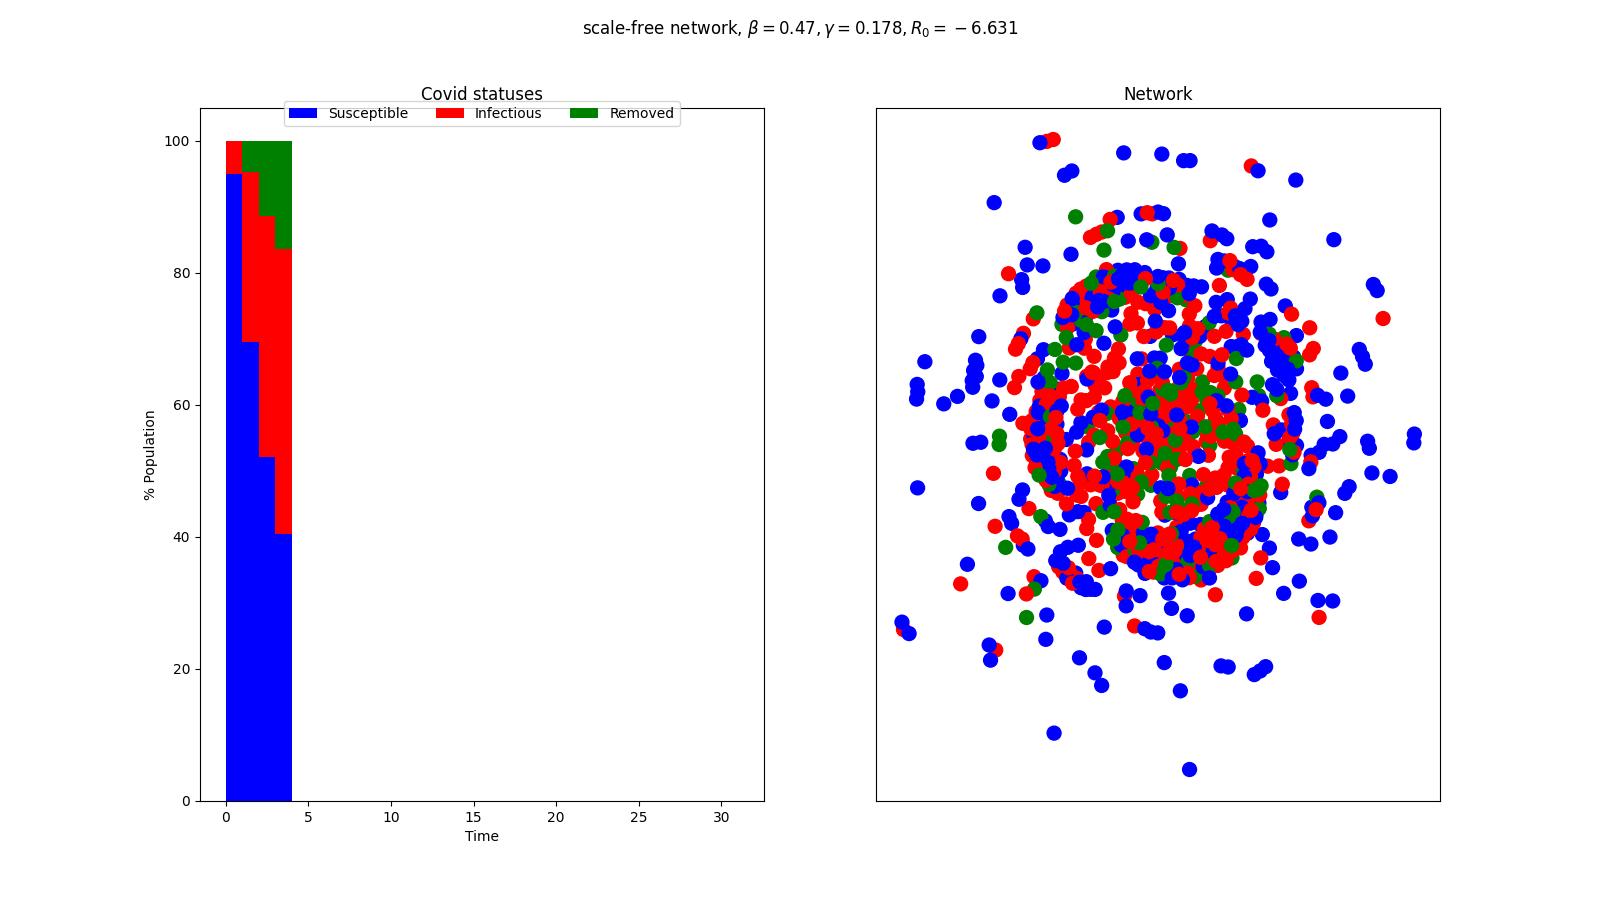 scale-free network, β = 0.47, γ = 0.178, R₀ = − 6.631
Covid statuses
Susceptible Infectious Removed
100
80
60
40
20
0
% Population
0 5 10 15 20 25 30
Time
Network